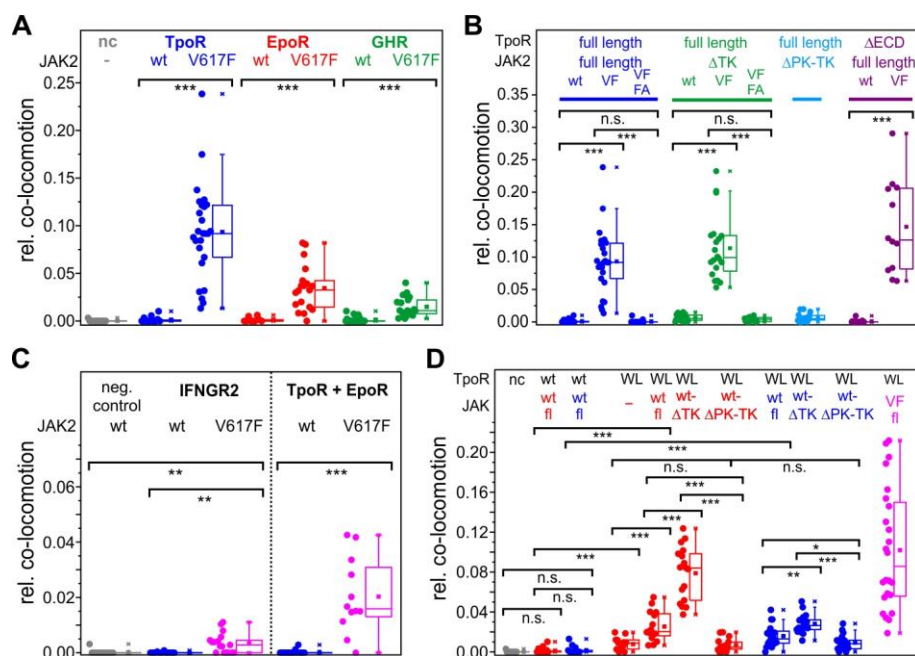 A
nc TpoR EpoR GHR
JAK2 - wt V617F wt V617F wt V617F
*** *** ***
rel. co-locomotion
0.25
0.20
0.15
0.10
0.05
0.00
B
TpoR full length full length full length ΔECD
JAK2 full length ΔTK ΔPK-TK full length
wt VF VF FA wt VF VF FA wt VF
n.s. n.s. ***
*** ***
*** ***
rel. co-locomotion
0.35
0.30
0.25
0.20
0.15
0.10
0.05
0.00
C
neg. control IFNGR2 TpoR + EpoR
JAK2 wt wt V617F wt V617F
** ***
**
rel. co-locomotion
0.06
0.04
0.02
0.00
D
TpoR nc wt wt WL WL WL WL WL WL WL WL
JAK wt fl wt fl – wt fl wt-ΔTK wt-ΔPK-TK wt fl wt-ΔTK wt-ΔPK-TK VF fl
***
***
n.s. n.s.
***
***
*** *
*** ***
*** **
n.s.
n.s.
n.s.
rel. co-locomotion
0.20
0.16
0.12
0.08
0.04
0.00